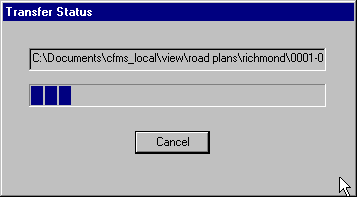 Transfer Status
C:\Documents\cfms_local\view\road plans\richmond\0001-0
Cancel